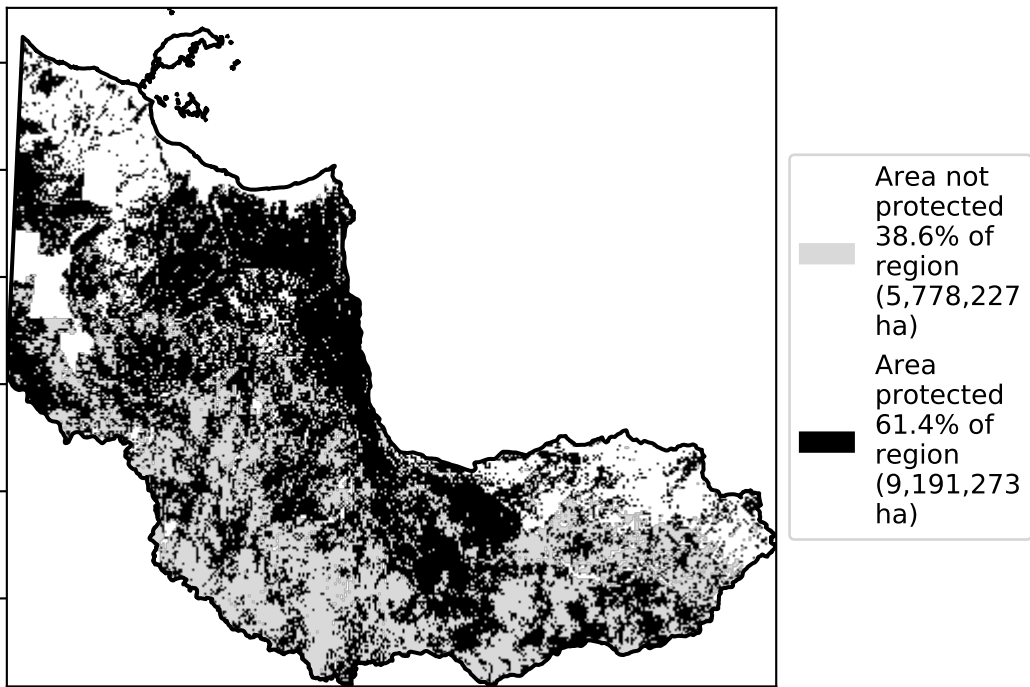 Area not
protected
38.6% of
region
(5,778,227
ha)
Area
protected
61.4% of
region
(9,191,273
ha)